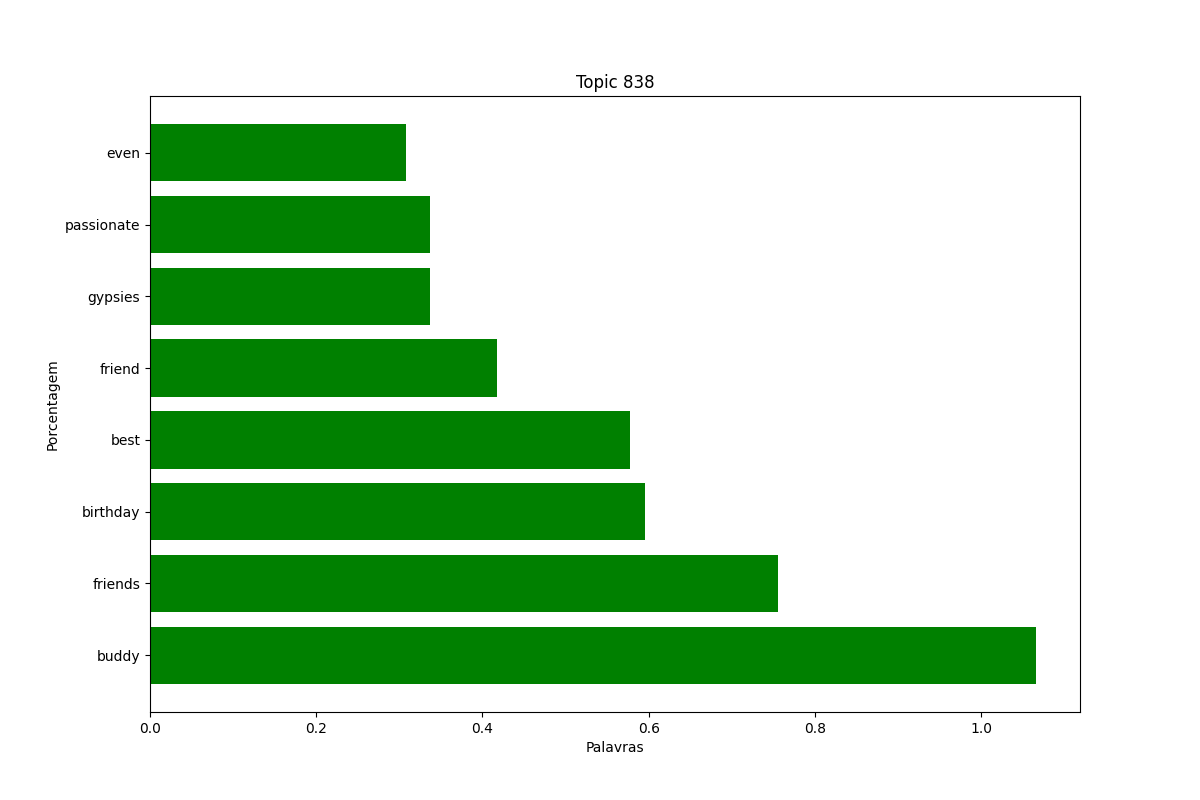 Topic 838
even
passionate
gypsies
friend
best
birthday
friends
buddy
Porcentagem
0.0 0.2 0.4 0.6 0.8 1.0
Palavras